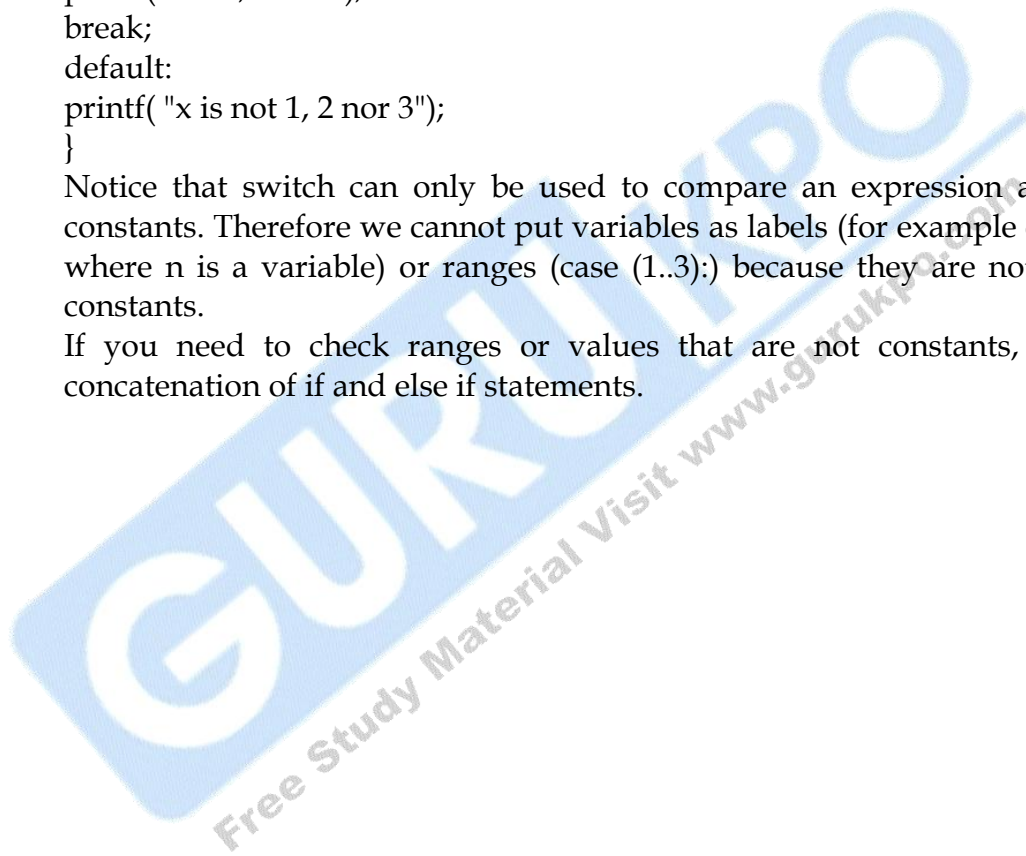 break;
default:
printf( "x is not 1, 2 nor 3");
}
Notice that switch can only be used to compare an expression
constants. Therefore we cannot put variables as labels (for example
where n is a variable) or ranges (case (1..3):) because they are
constants.
If you need to check ranges or values that are not constants,
concatenation of if and else if statements.
GURUKPO
Free Study Material Visit www.gurukpo.com